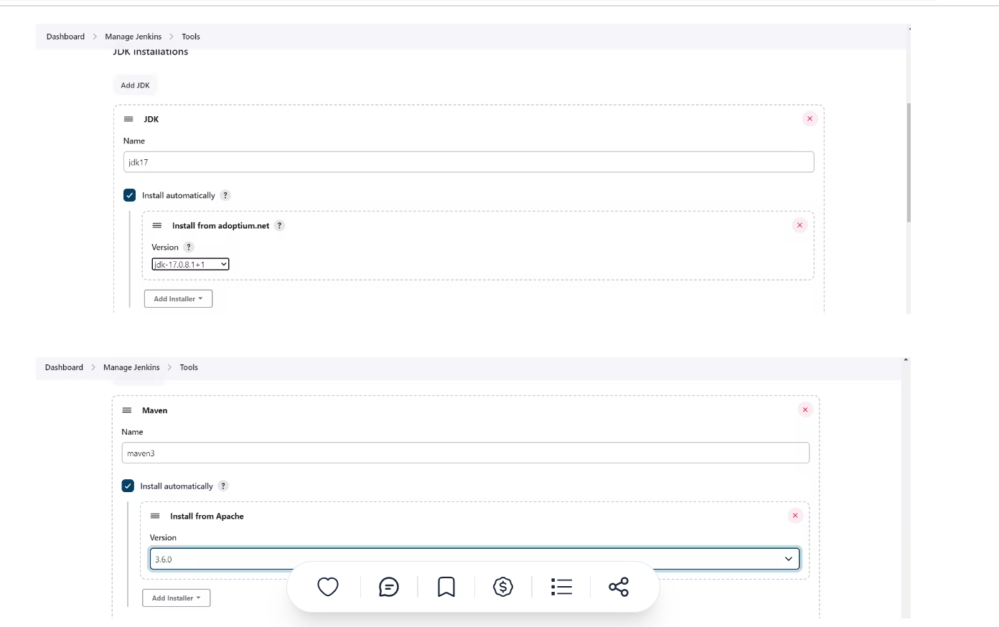 Dashboard > Manage Jenkins > Tools
JDK installations
Add JDK
JDK
Name
jdk17
Install automatically ?
Install from adoptium.net ?
Version ?
jdk-17.0.8.1+1
Add Installer
Dashboard > Manage Jenkins > Tools
Maven
Name
maven3
Install automatically ?
Install from Apache
Version
3.6.0
Add Installer